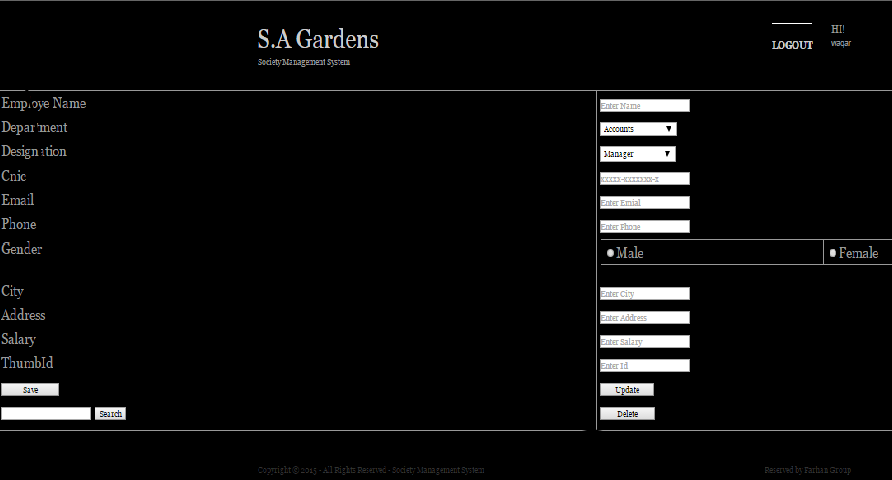 S.A Gardens
Society Management System
LOGOUT
HI!
waqar
Employe Name
Enter Name
Department
Accounts
Designation
Manager
Cnic
xxxxx-xxxxxxx-x
Email
Enter Emial
Phone
Enter Phone
Gender
Male
Female
City
Enter City
Address
Enter Address
Salary
Enter Salary
ThumbId
Enter Id
Save
Update
Search
Delete
Copyright © 2015 - All Rights Reserved - Society Management System
Reserved by Farhan Group